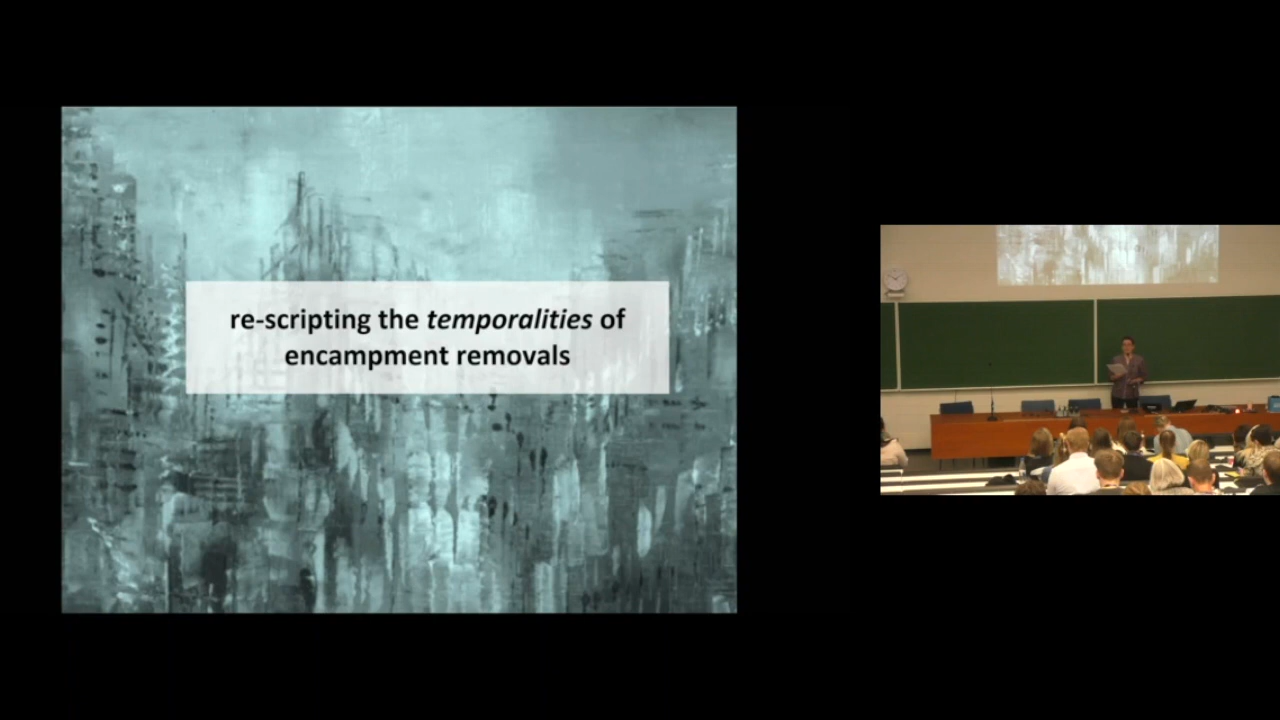 re-scripting the temporalities of
encampment removals